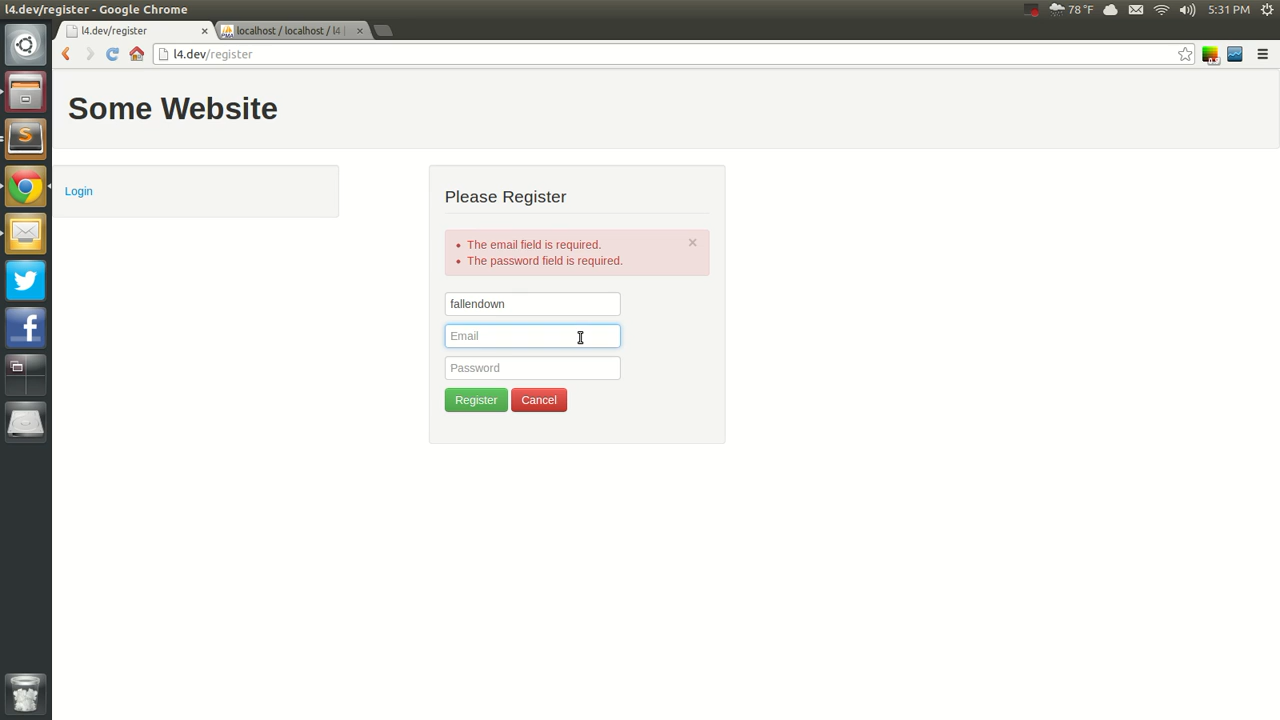 l4.dev/register - Google Chrome
78 °F
5:31 PM
l4.dev/register
localhost / localhost / l4 |
l4.dev/register
Some Website
Login
Please Register
The email field is required.
The password field is required.
×
fallendown
Email
Password
Register
Cancel